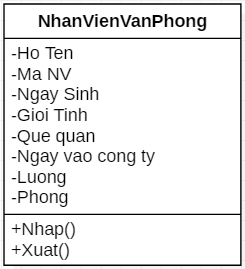 NhanVienVanPhong
-Ho Ten
-Ma NV
-Ngay Sinh
-Gioi Tinh
-Que quan
-Ngay vao cong ty
-Luong
-Phong
+Nhap()
+Xuat()